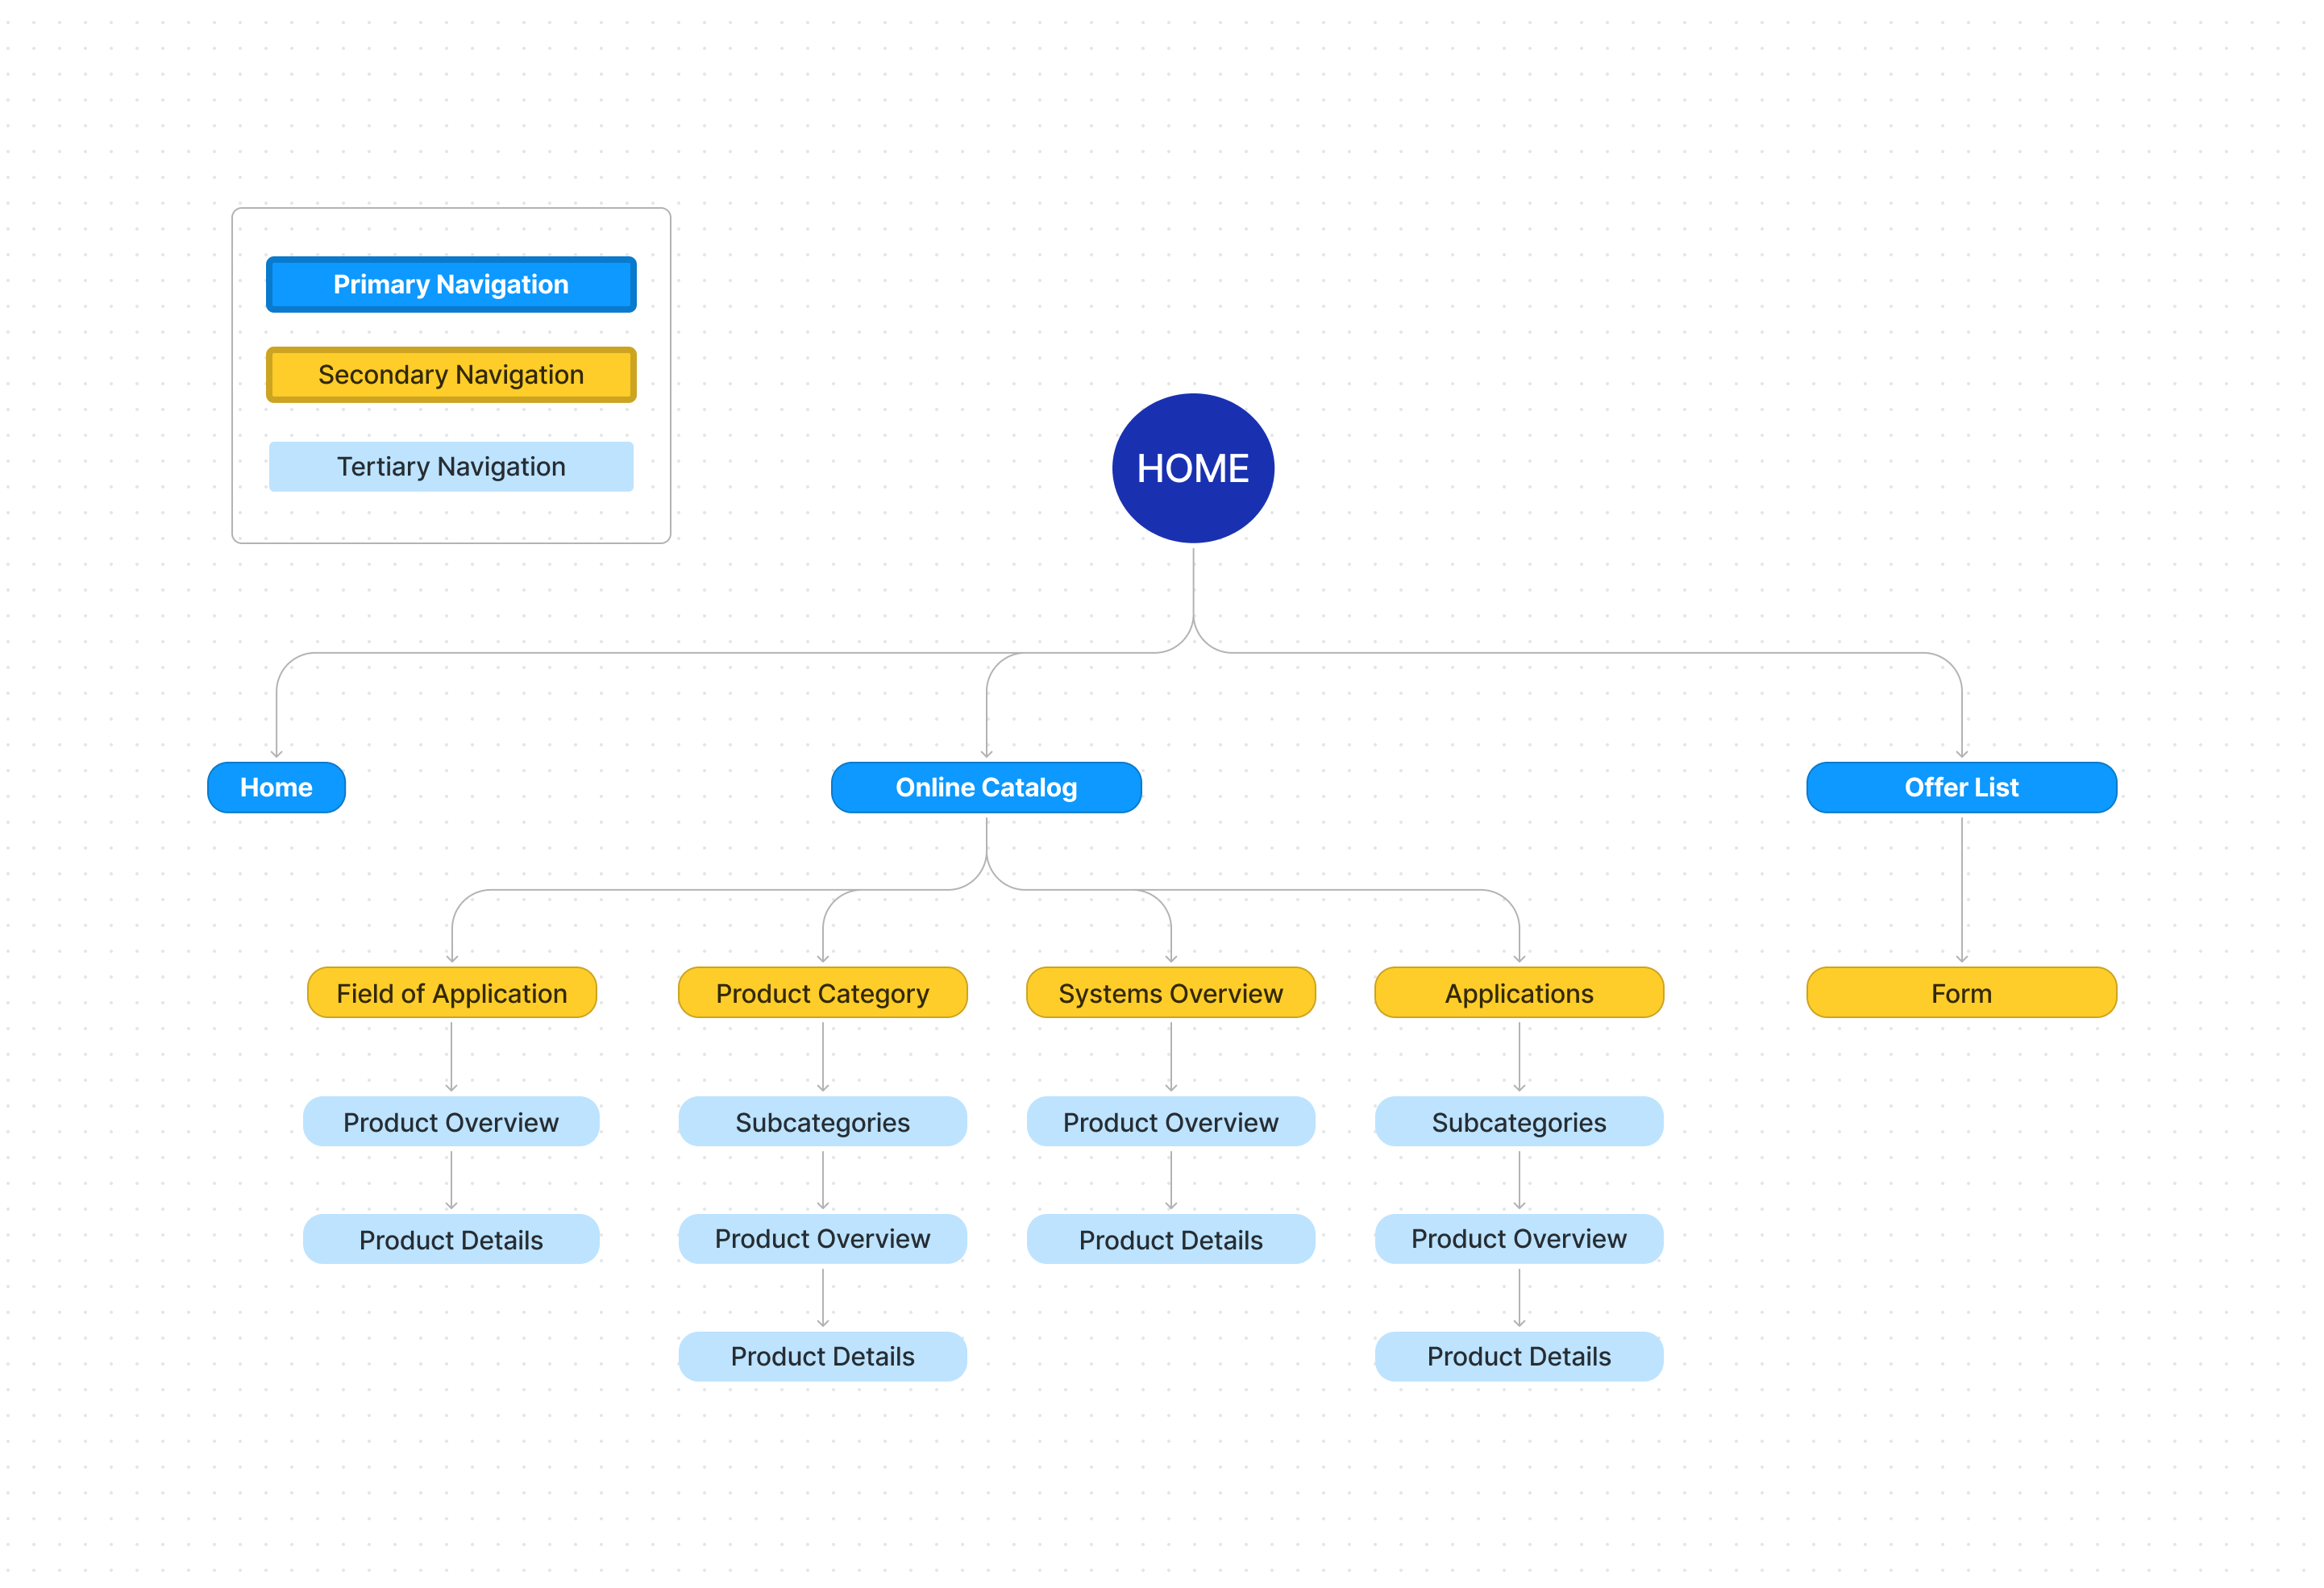 Primary Navigation
Secondary Navigation
Tertiary Navigation
HOME
Home
Online Catalog
Offer List
Field of Application
Product Category
Systems Overview
Applications
Form
Product Overview
Subcategories
Product Overview
Subcategories
Product Details
Product Overview
Product Details
Product Overview
Product Details
Product Details